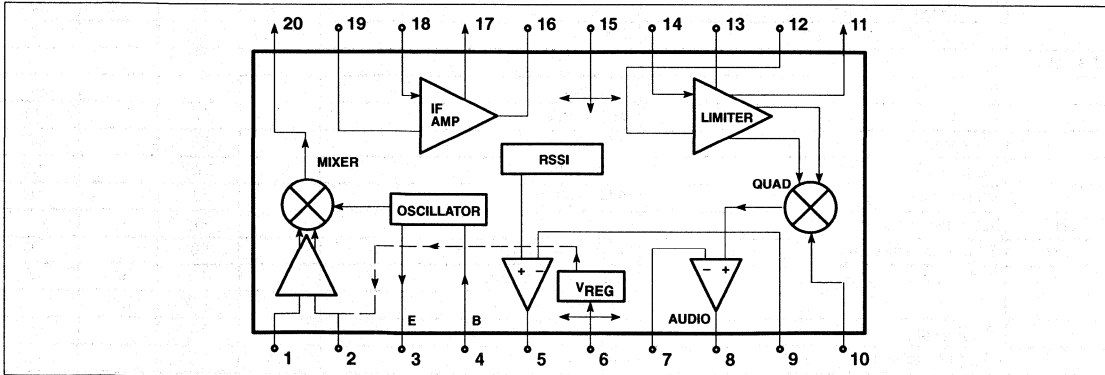 20 19 18 17 16 15 14 13 12 11
IF
AMP
LIMITER
RSSI
MIXER
QUAD
OSCILLATOR
+ −
− +
VREG
E B AUDIO
1 2 3 4 5 6 7 8 9 10